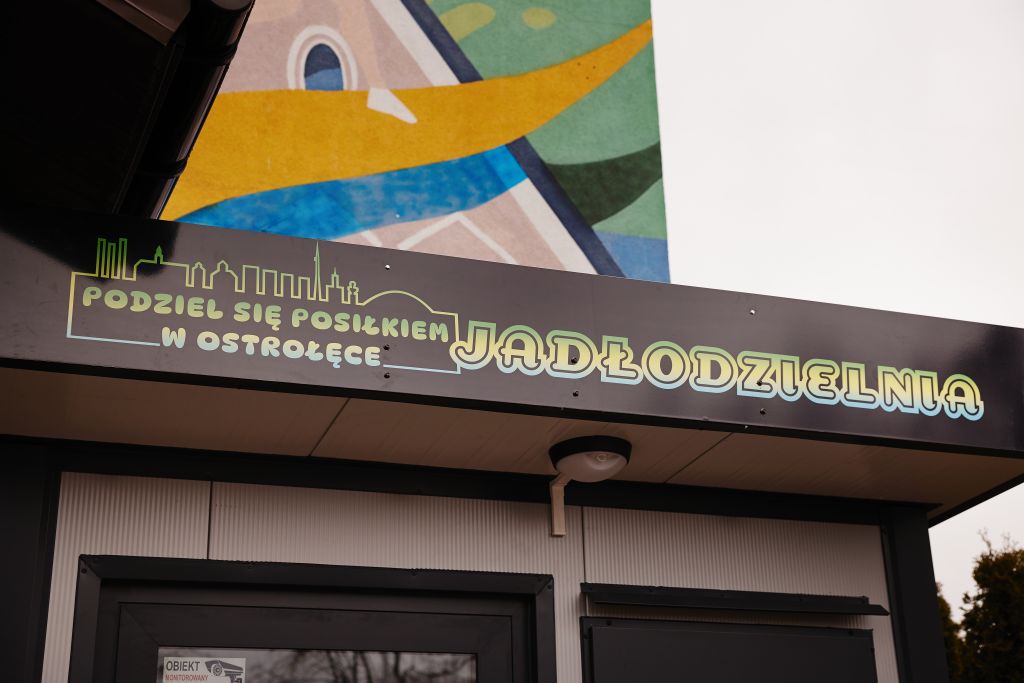 PODZIEL SIĘ POSIŁKIEM
W OSTROŁĘCE
JADŁODZIELNIA
OBIEKT
MONITOROWANY